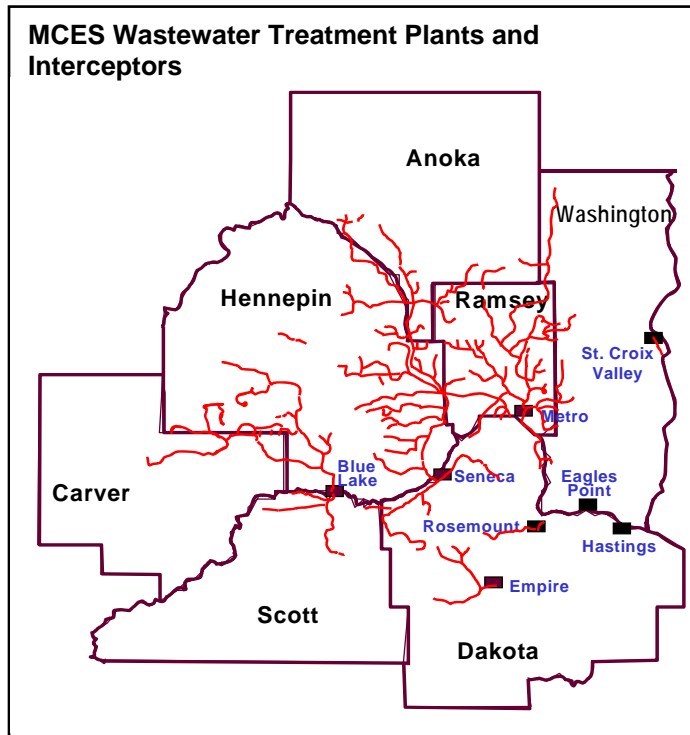 MCES Wastewater Treatment Plants and
Interceptors
Anoka
Washington
Hennepin
Ramsey
St. Croix
Valley
Metro
Carver
Blue
Lake
Seneca
Eagles
Point
Rosemount
Hastings
Empire
Scott
Dakota